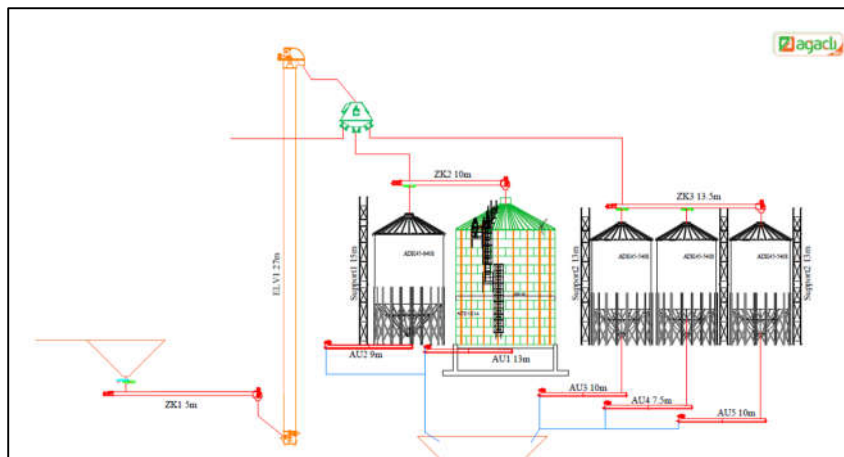 agaclı
ZK2 10m
ZK3 13.5m
ELV1 27m
Support1 15m
Support2 13m
Support2 13m
AU2 9m
AU1 13m
AU3 10m
AU4 7.5m
AU5 10m
ZK1 5m